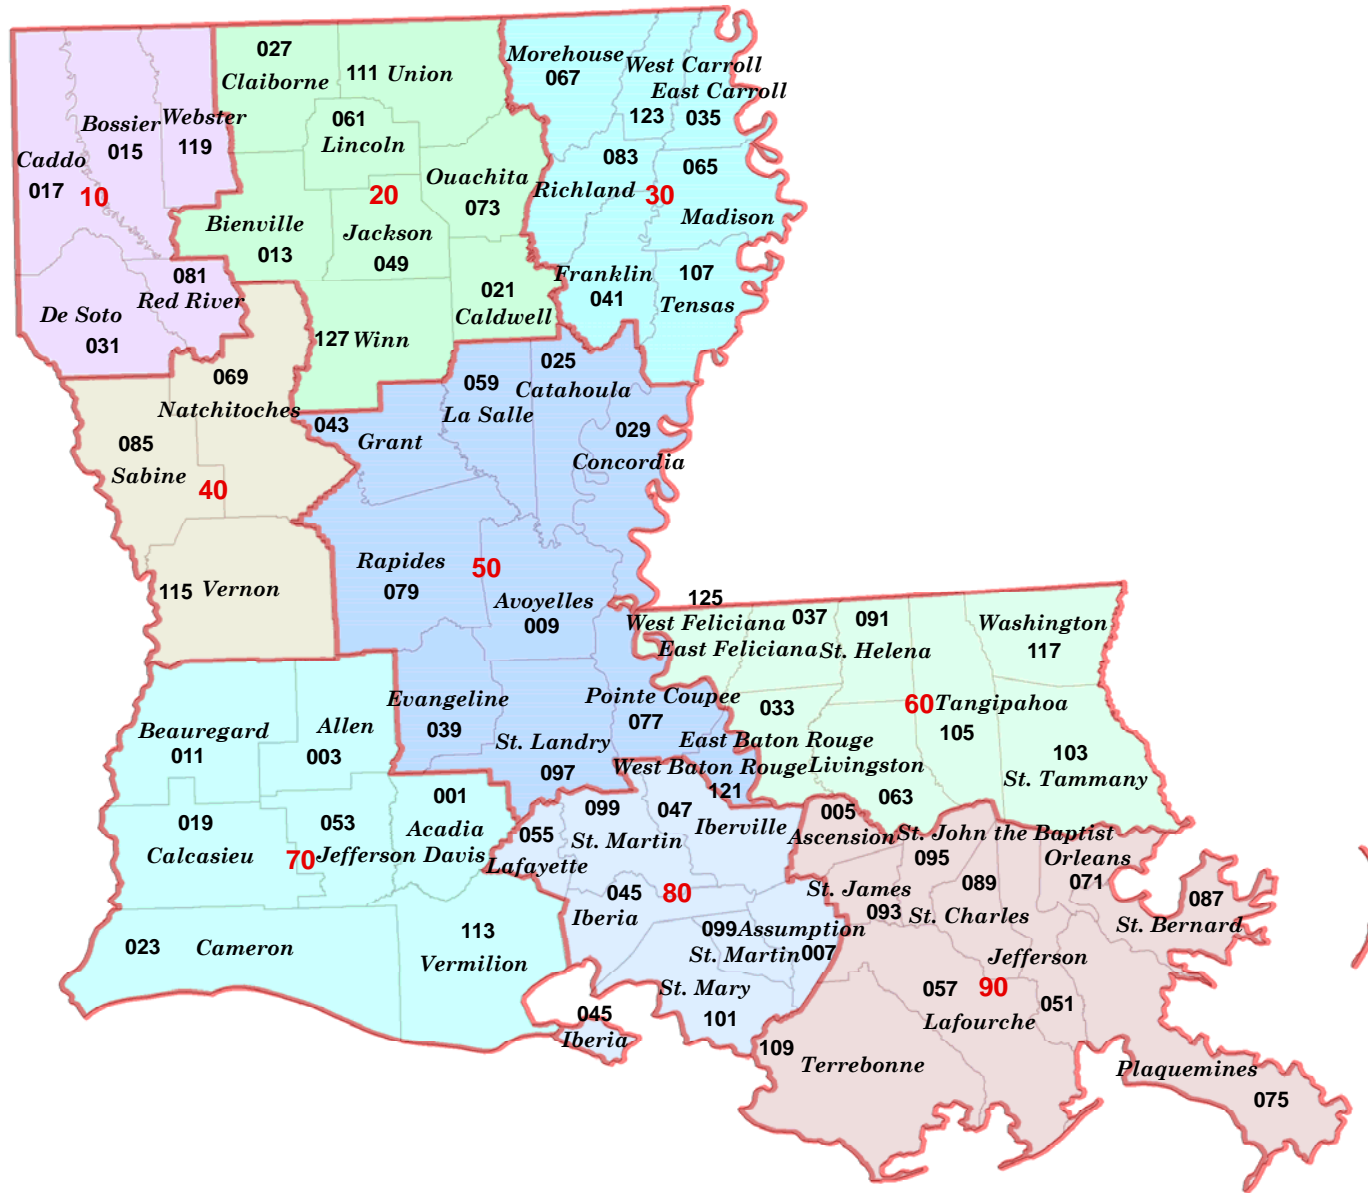 027
Claiborne
111 Union
Morehouse
067
West Carroll
East Carroll
123
035
061
Lincoln
Webster
119
Bossier
015
Caddo
017
10
083
Richland
30
065
Madison
Ouachita
073
20
Bienville
013
Jackson
049
081
Red River
De Soto
031
021
Caldwell
Franklin
041
107
Tensas
127 Winn
069
Natchitoches
059
La Salle
025
Catahoula
043
Grant
029
Concordia
085
Sabine
40
Rapides
079
50
Avoyelles
009
115 Vernon
125
West Feliciana
037
East Feliciana
091
St. Helena
Washington
117
Evangeline
039
Pointe Coupee
077
033
East Baton Rouge
60 Tangipahoa
105
Beauregard
011
Allen
003
St. Landry
097
West Baton Rouge
121
Livingston
063
103
St. Tammany
001
Acadia
053
Jefferson Davis
019
Calcasieu
70
055
Lafayette
099
St. Martin
047
Iberville
005
Ascension
St. John the Baptist
095
Orleans
071
045
Iberia
80
St. James
093
089
St. Charles
087
St. Bernard
023 Cameron
113
Vermilion
099
St. Martin
Assumption
007
Jefferson
051
St. Mary
101
057
Lafourche
90
045
Iberia
109
Terrebonne
Plaquemines
075